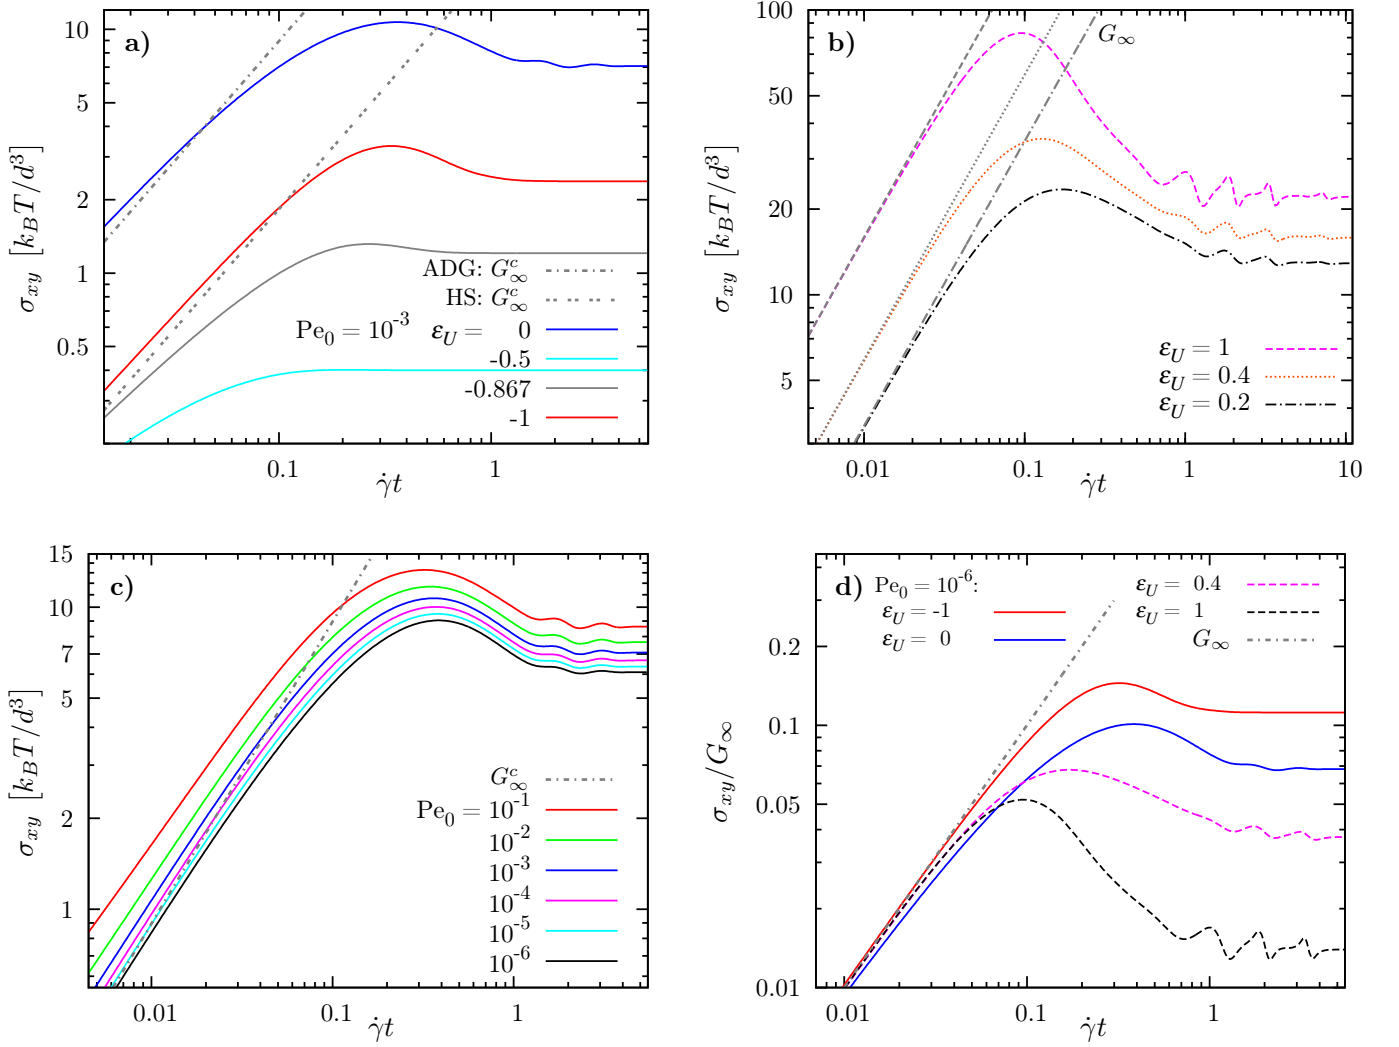 a)
10
5
2
1
0.5
σxy [kBT/d³]
ADG: G∞^c
HS: G∞^c
Pe₀ = 10⁻³ εU = 0
-0.5
-0.867
-1
0.1
1
γ̇t
b)
100
50
20
10
5
σxy [kBT/d³]
G∞
εU = 1
εU = 0.4
εU = 0.2
0.01
0.1
1
10
γ̇t
c)
15
10
7
5
2
1
σxy [kBT/d³]
G∞^c
Pe₀ = 10⁻¹
10⁻²
10⁻³
10⁻⁴
10⁻⁵
10⁻⁶
0.01
0.1
1
γ̇t
d)
Pe₀ = 10⁻⁶:
εU = -1
εU = 0
εU = 0.4
εU = 1
G∞
0.2
0.1
0.05
0.01
σxy/G∞
0.01
0.1
1
γ̇t